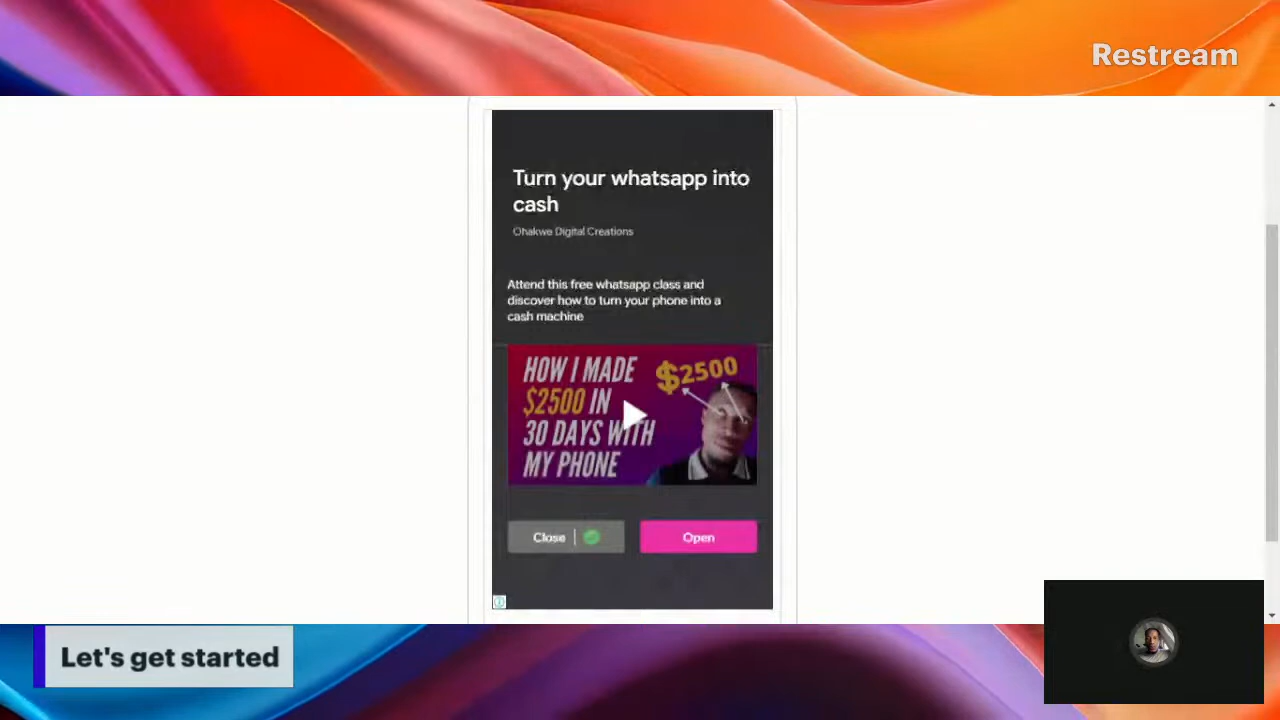 Restream
Turn your whatsapp into
cash
Ohakwe Digital Creations
Attend this free whatsapp class and
discover how to turn your phone into a
cash machine
HOW I MADE
$2500 IN
30 DAYS WITH
MY PHONE
$2500
Close
Open
Let's get started